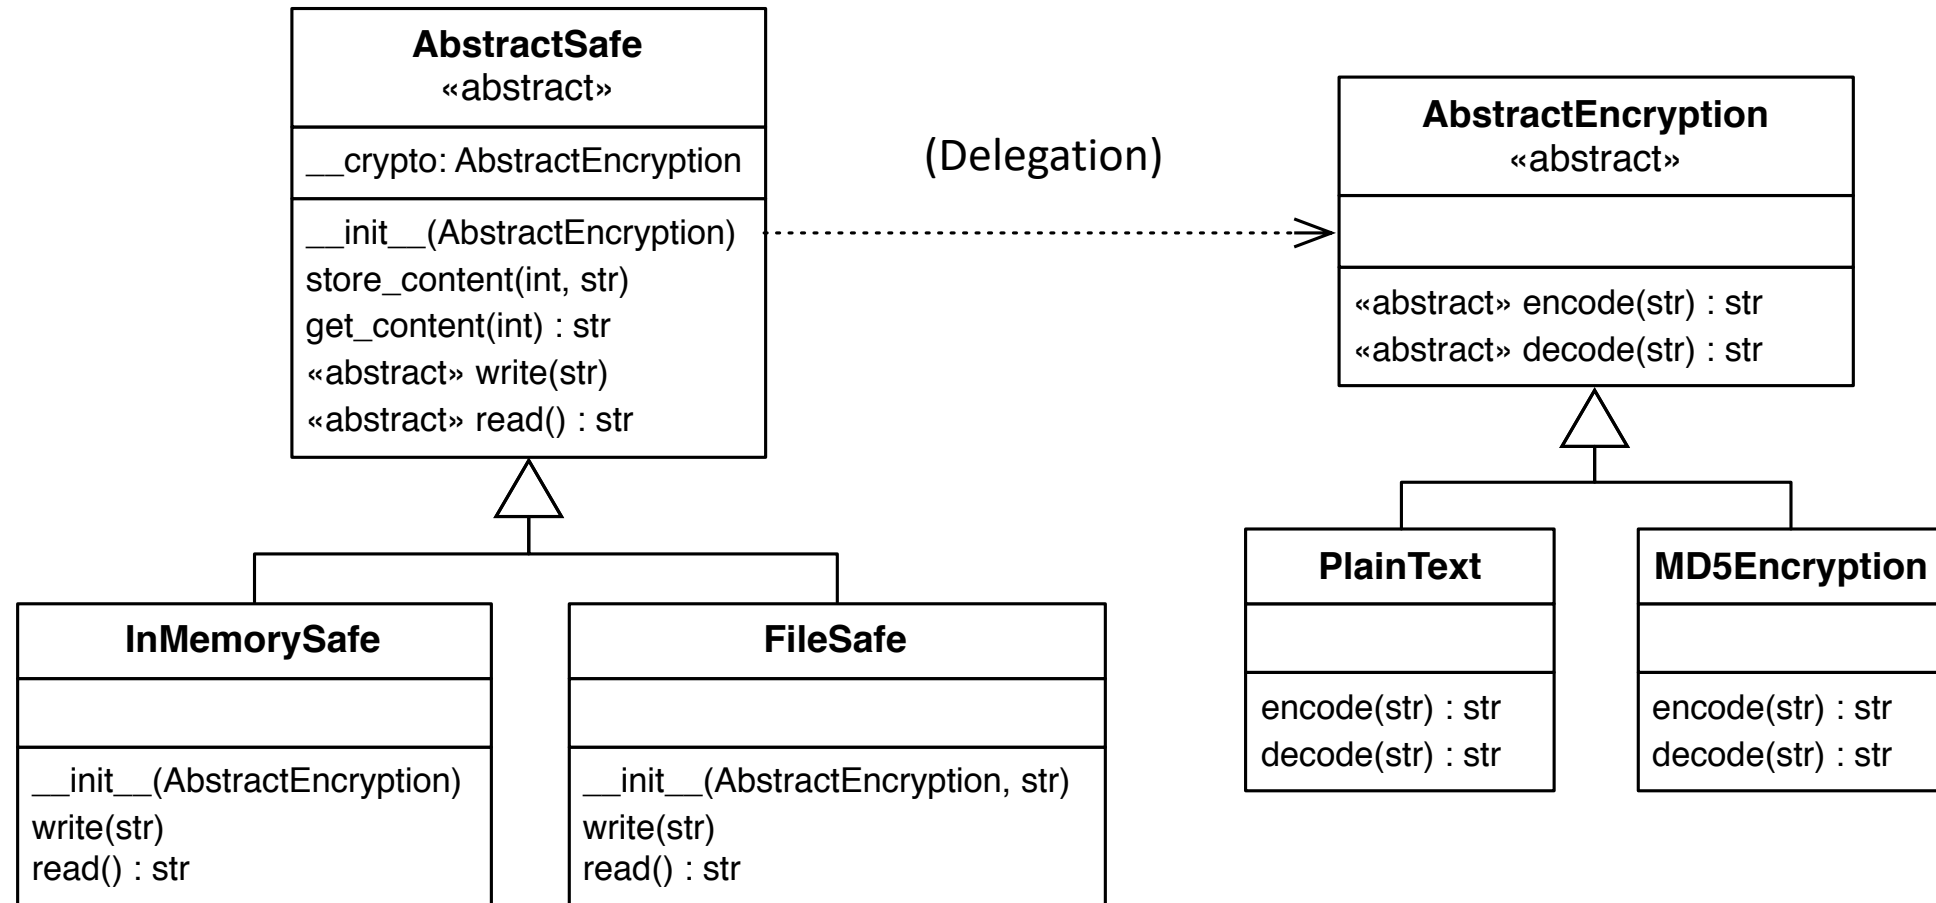 AbstractSafe
«abstract»
__crypto: AbstractEncryption
__init__(AbstractEncryption)
store_content(int, str)
get_content(int) : str
«abstract» write(str)
«abstract» read() : str
(Delegation)
AbstractEncryption
«abstract»
«abstract» encode(str) : str
«abstract» decode(str) : str
InMemorySafe
__init__(AbstractEncryption)
write(str)
read() : str
FileSafe
__init__(AbstractEncryption, str)
write(str)
read() : str
PlainText
encode(str) : str
decode(str) : str
MD5Encryption
encode(str) : str
decode(str) : str